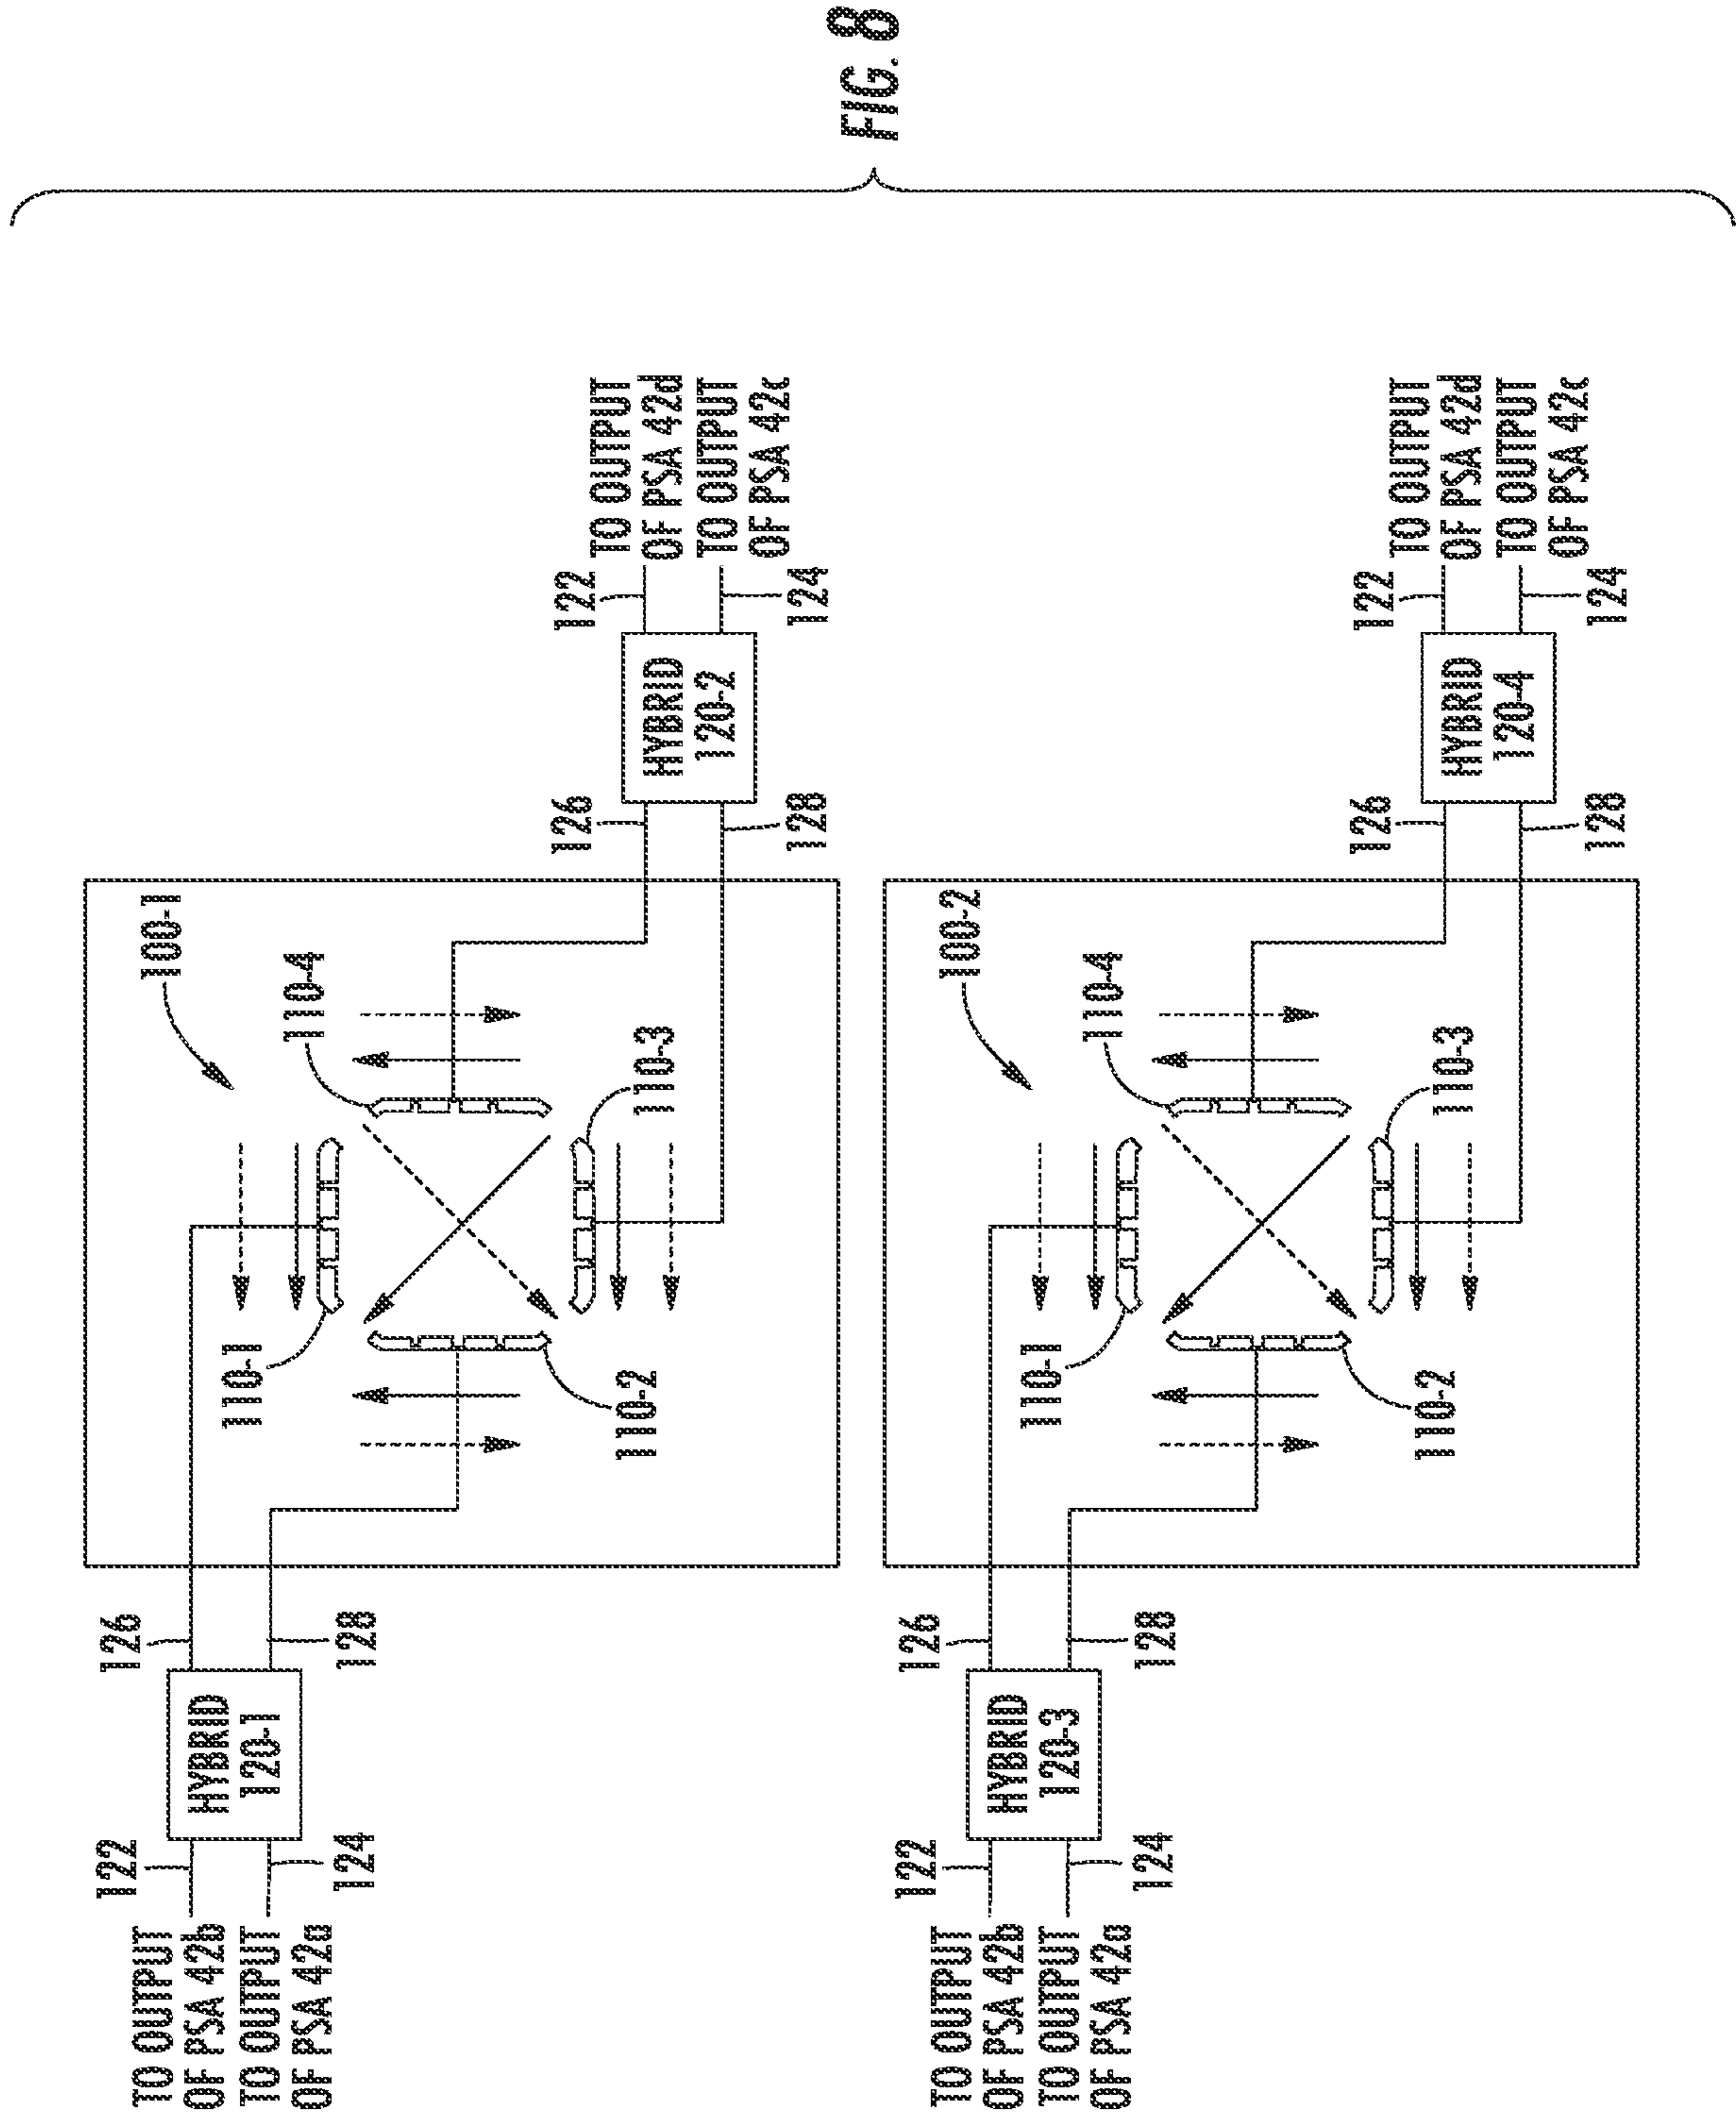 TO OUTPUT
OF PSA 42b
TO OUTPUT
OF PSA 42a
122
124
HYBRID
120-1
126
128
110-1
110-2
100-1
110-4
110-3
126
128
HYBRID
120-2
122
124
TO OUTPUT
OF PSA 42d
TO OUTPUT
OF PSA 42c
TO OUTPUT
OF PSA 42b
TO OUTPUT
OF PSA 42a
122
124
HYBRID
120-3
126
128
110-1
110-2
100-2
110-4
110-3
126
128
HYBRID
120-4
122
124
TO OUTPUT
OF PSA 42d
TO OUTPUT
OF PSA 42c
FIG. 8